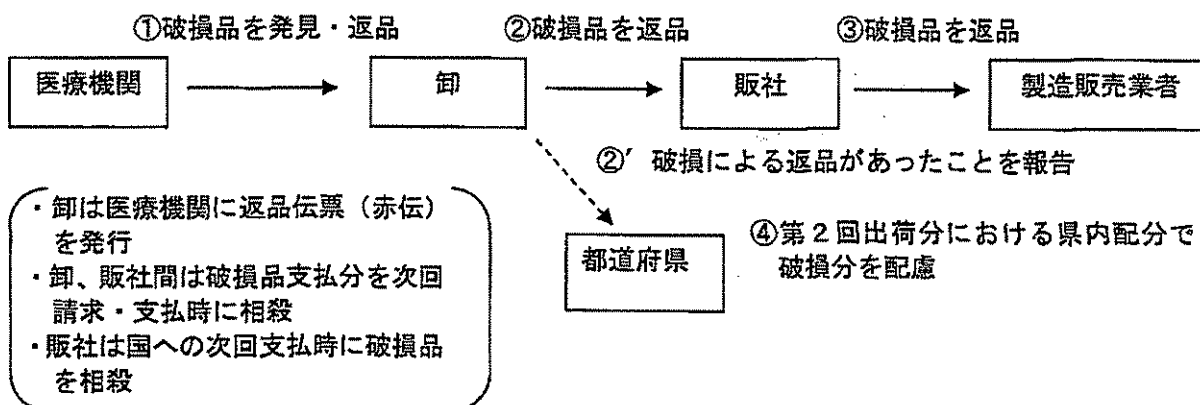 ①破損品を発見・返品
②破損品を返品
③破損品を返品
医療機関
卸
販社
製造販売業者
②′ 破損による返品があったことを報告
・卸は医療機関に返品伝票（赤伝）
を発行
・卸、販社間は破損品支払分を次回
請求・支払時に相殺
・販社は国への次回支払時に破損品
を相殺
都道府県
④第２回出荷分における県内配分で
破損分を配慮